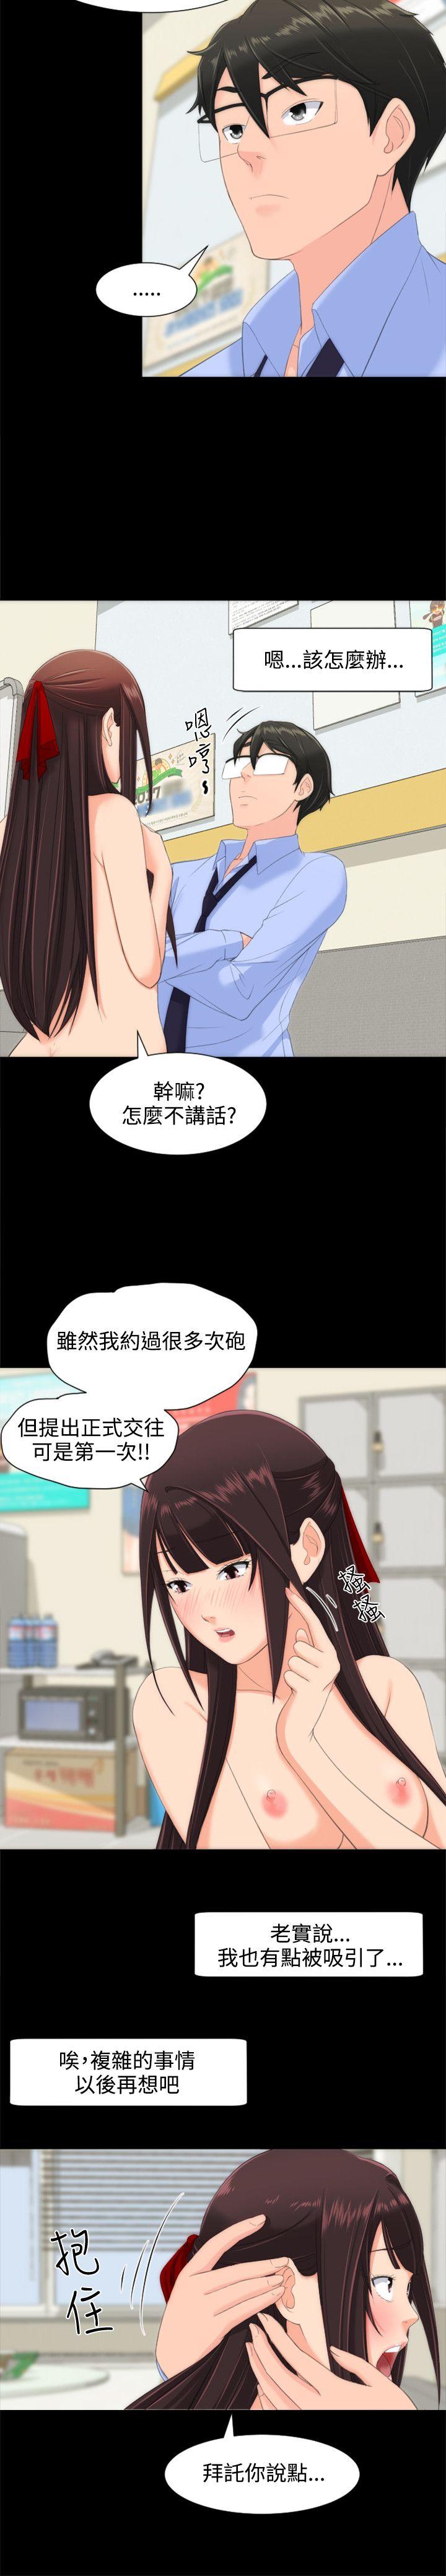 .....
嗯...該怎麼辦...
嗯
哼~
幹嘛?
怎麼不講話?
雖然我約過很多次砲
但提出正式交往
可是第一次!!
搔
搔
老實說...
我也有點被吸引了...
唉,複雜的事情
以後再想吧
抱
住
拜託你說點...